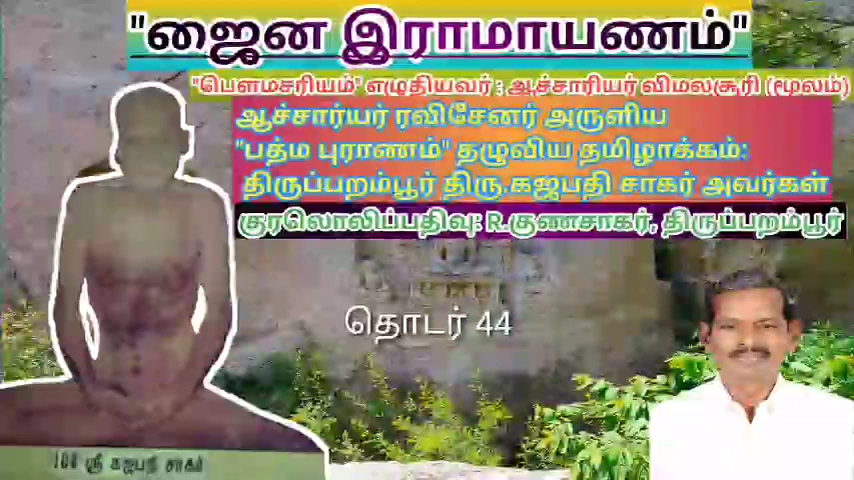 "ஜைன இராமாயணம்"
"பௌமசரியம்" எழுதியவர் : ஆச்சாரியர் விமலசூரி (மூலம்)
ஆச்சார்யர் ரவிசேனர் அருளிய
"பத்ம புராணம்" தழுவிய தமிழாக்கம்:
திருப்பறம்பூர் திரு.கஜபதி சாகர் அவர்கள்
குரலொலிப்பதிவு: R.குணசாகர், திருப்பறம்பூர்
தொடர் 44
108 ஸ்ரீ கஜபதி சாகர்